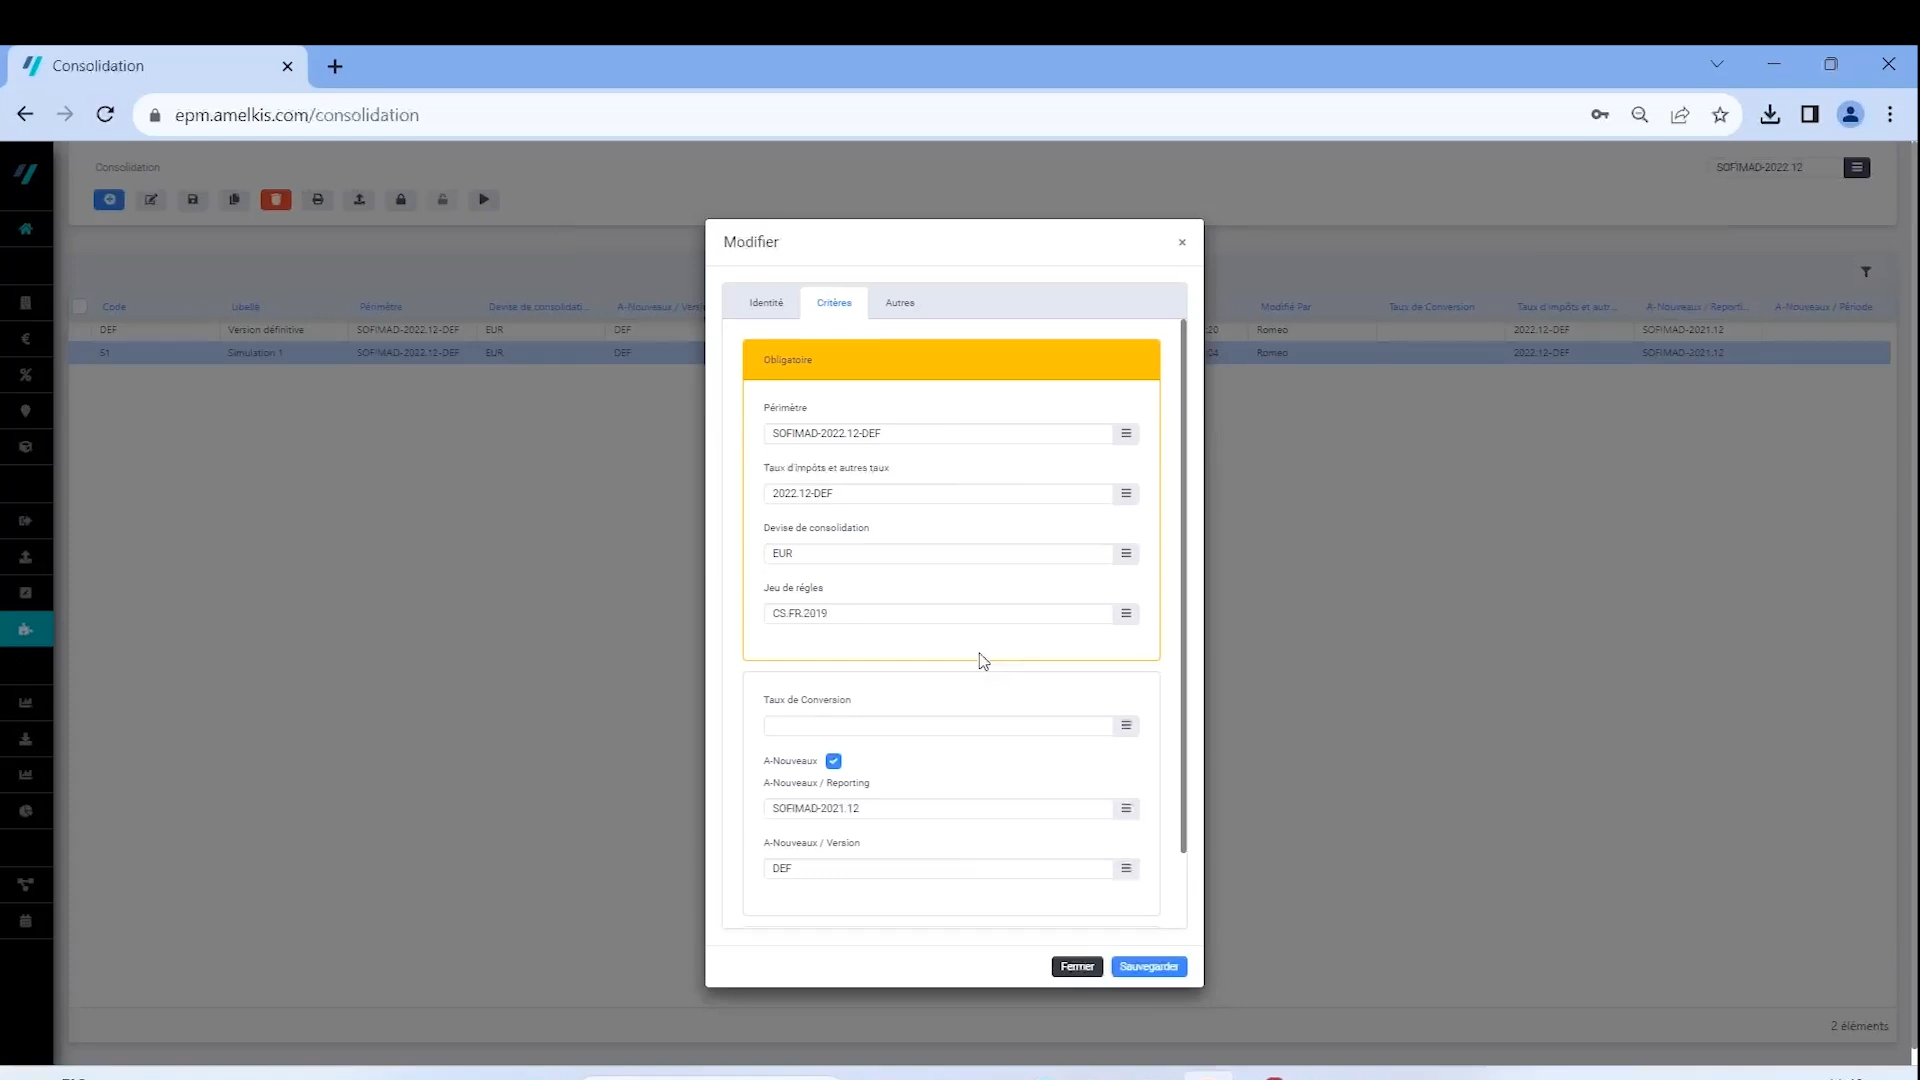 Consolidation
epm.amelkis.com/consolidation
Consolidation
SOFIMAD-2022.12
Modifier
Identité Critères Autres
Code Libellé Périmètre Devise de consolidati... A-Nouveaux / Versi Modifié Par Taux de Conversion Taux d'impôts et autr... A-Nouveaux / Reporti... A-Nouveaux / Période
DEF Version définitive SOFIMAD-2022.12-DEF EUR DEF :20 Romeo 2022.12-DEF SOFIMAD-2021.12
S1 Simulation 1 SOFIMAD-2022.12-DEF EUR DEF :04 Romeo 2022.12-DEF SOFIMAD-2021.12
Obligatoire
Périmètre
SOFIMAD-2022.12-DEF
Taux d'impôts et autres taux
2022.12-DEF
Devise de consolidation
EUR
Jeu de régles
CS.FR.2019
Taux de Conversion
A-Nouveaux
A-Nouveaux / Reporting
SOFIMAD-2021.12
A-Nouveaux / Version
DEF
Fermer Sauvegarder
2 éléments